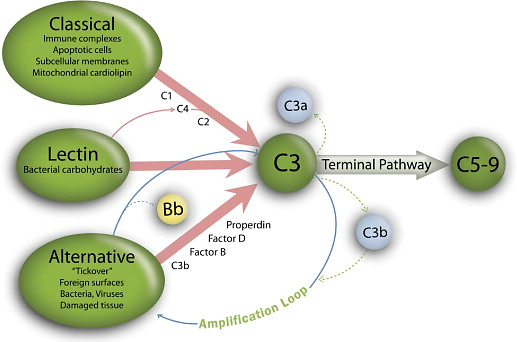 Classical
Immune complexes
Apoptotic cells
Subcellular membranes
Mitochondrial cardiolipin
C1
C4
C2
C3a
Lectin
Bacterial carbohydrates
C3
Terminal Pathway
C5-9
Bb
C3b
Properdin
Factor D
Factor B
C3b
Alternative
"Tickover"
Foreign surfaces
Bacteria, Viruses
Damaged tissue
Amplification Loop